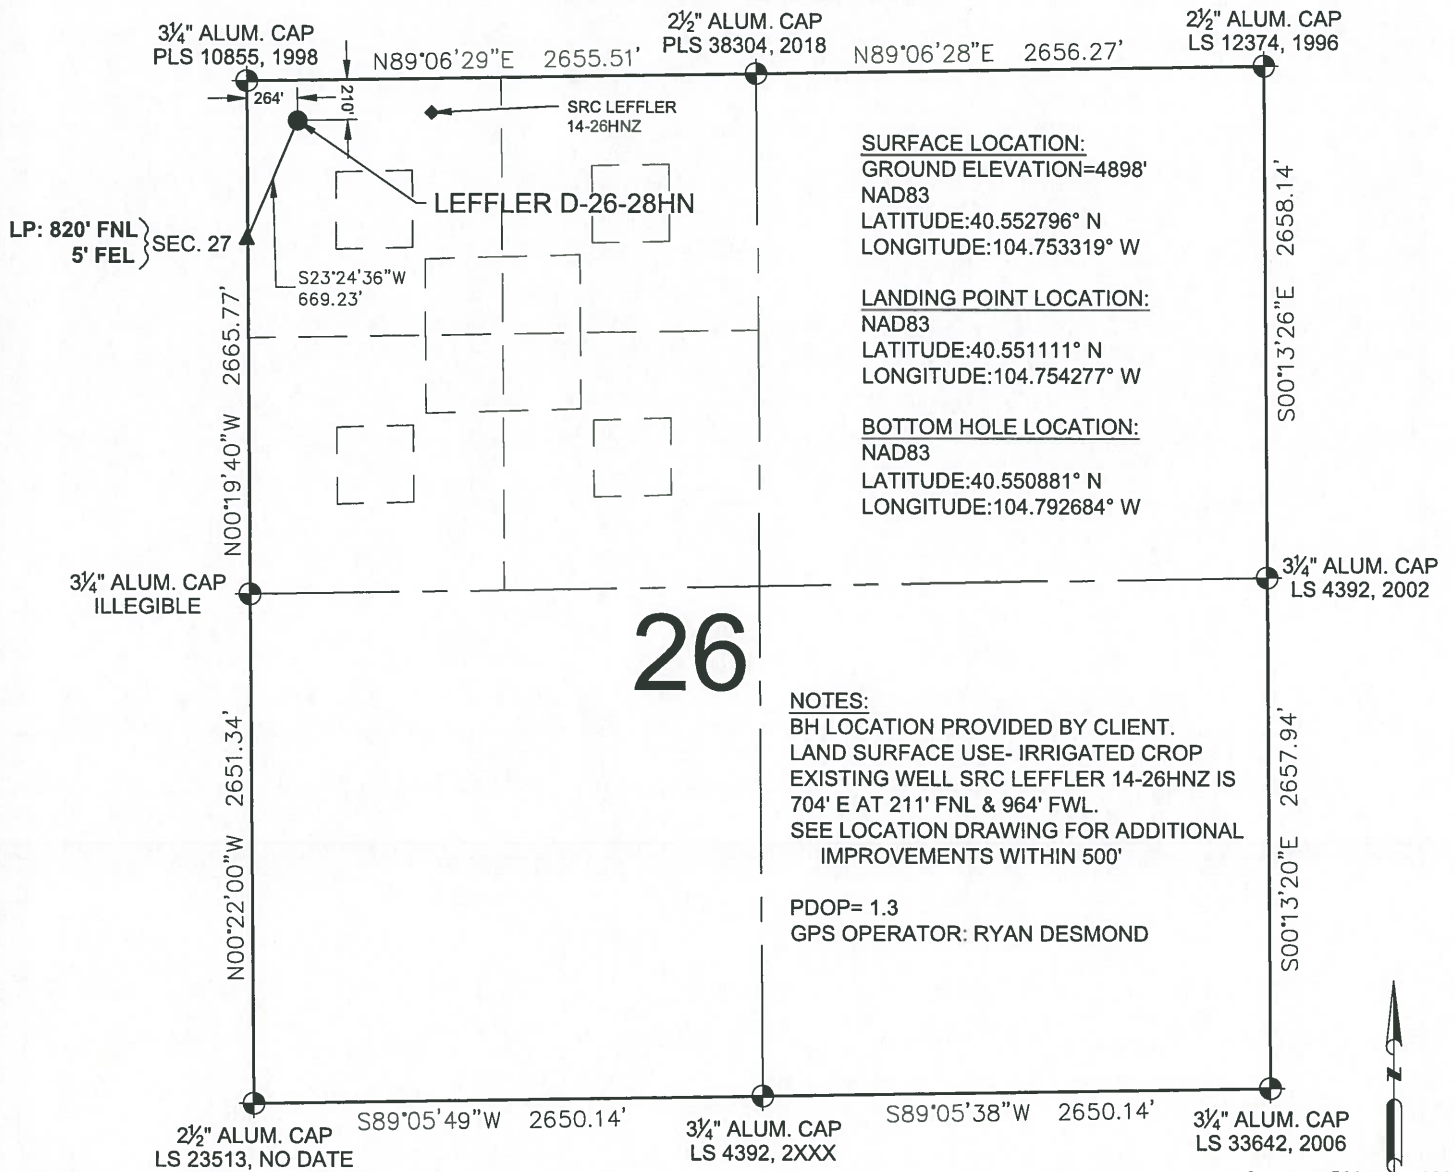 3¼" ALUM. CAP
PLS 10855, 1998
N89°06'29"E 2655.51'
2½" ALUM. CAP
PLS 38304, 2018
N89°06'28"E 2656.27'
2½" ALUM. CAP
LS 12374, 1996
264'
210'
SRC LEFFLER
14-26HNZ
LEFFLER D-26-28HN
LP: 820' FNL
5' FEL
SEC. 27
S23°24'36"W
669.23'
N00°19'40"W 2665.77'
SURFACE LOCATION:
GROUND ELEVATION=4898'
NAD83
LATITUDE:40.552796° N
LONGITUDE:104.753319° W
LANDING POINT LOCATION:
NAD83
LATITUDE:40.551111° N
LONGITUDE:104.754277° W
BOTTOM HOLE LOCATION:
NAD83
LATITUDE:40.550881° N
LONGITUDE:104.792684° W
S00°13'26"E 2658.14'
3¼" ALUM. CAP
ILLEGIBLE
3¼" ALUM. CAP
LS 4392, 2002
26
N00°22'00"W 2651.34'
NOTES:
BH LOCATION PROVIDED BY CLIENT.
LAND SURFACE USE- IRRIGATED CROP
EXISTING WELL SRC LEFFLER 14-26HNZ IS
704' E AT 211' FNL & 964' FWL.
SEE LOCATION DRAWING FOR ADDITIONAL
IMPROVEMENTS WITHIN 500'
PDOP= 1.3
GPS OPERATOR: RYAN DESMOND
S00°13'20"E 2657.94'
N
2½" ALUM. CAP
LS 23513, NO DATE
S89°05'49"W 2650.14'
3¼" ALUM. CAP
LS 4392, 2XXX
S89°05'38"W 2650.14'
3¼" ALUM. CAP
LS 33642, 2006